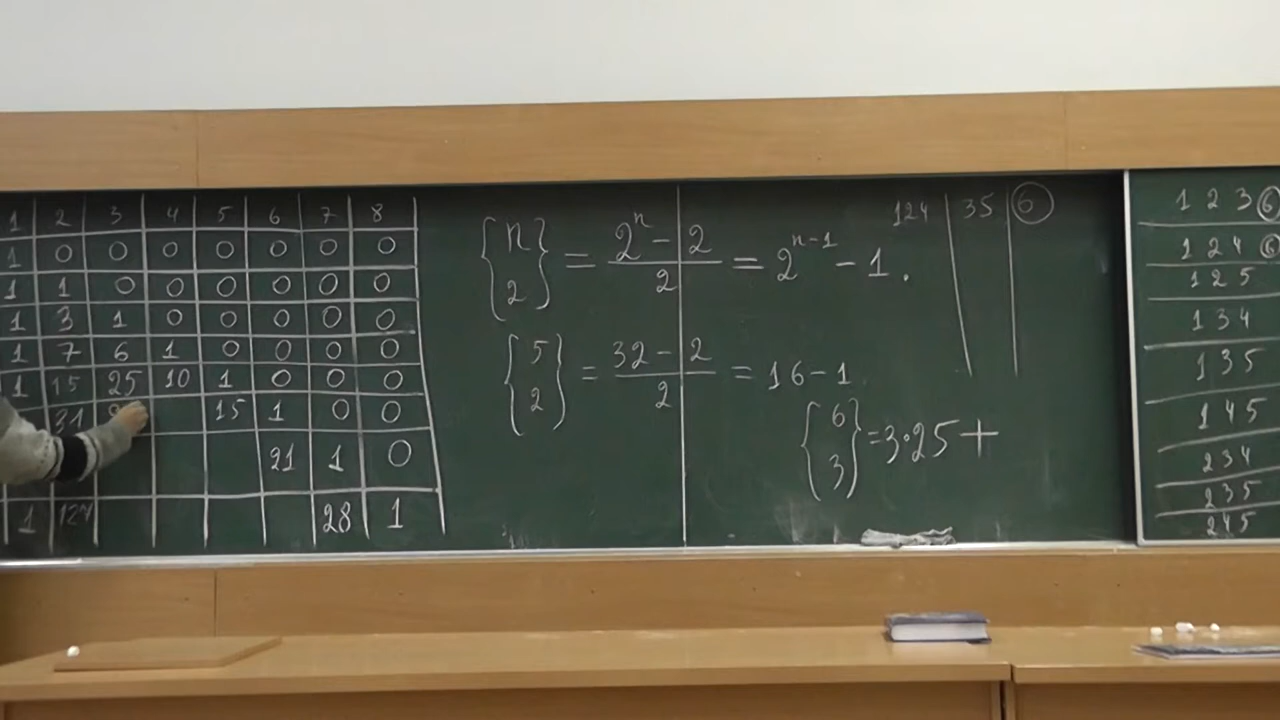 1 2 3 4 5 6 7 8
1 0 0 0 0 0 0 0
1 1 0 0 0 0 0 0
1 3 1 0 0 0 0 0
1 7 6 1 0 0 0 0
1 15 25 10 1 0 0 0
31 15 1 0 0
21 1 0
1 127 28 1
{n 2} = 2^n - 2 / 2 = 2^{n-1} - 1.
{5 2} = 32 - 2 / 2 = 16 - 1
{6 3} = 3·25 +
124 35 6
1 2 3 6
1 2 4 6
1 2 5
1 3 4
1 3 5
1 4 5
2 3 4
2 3 5
2 4 5